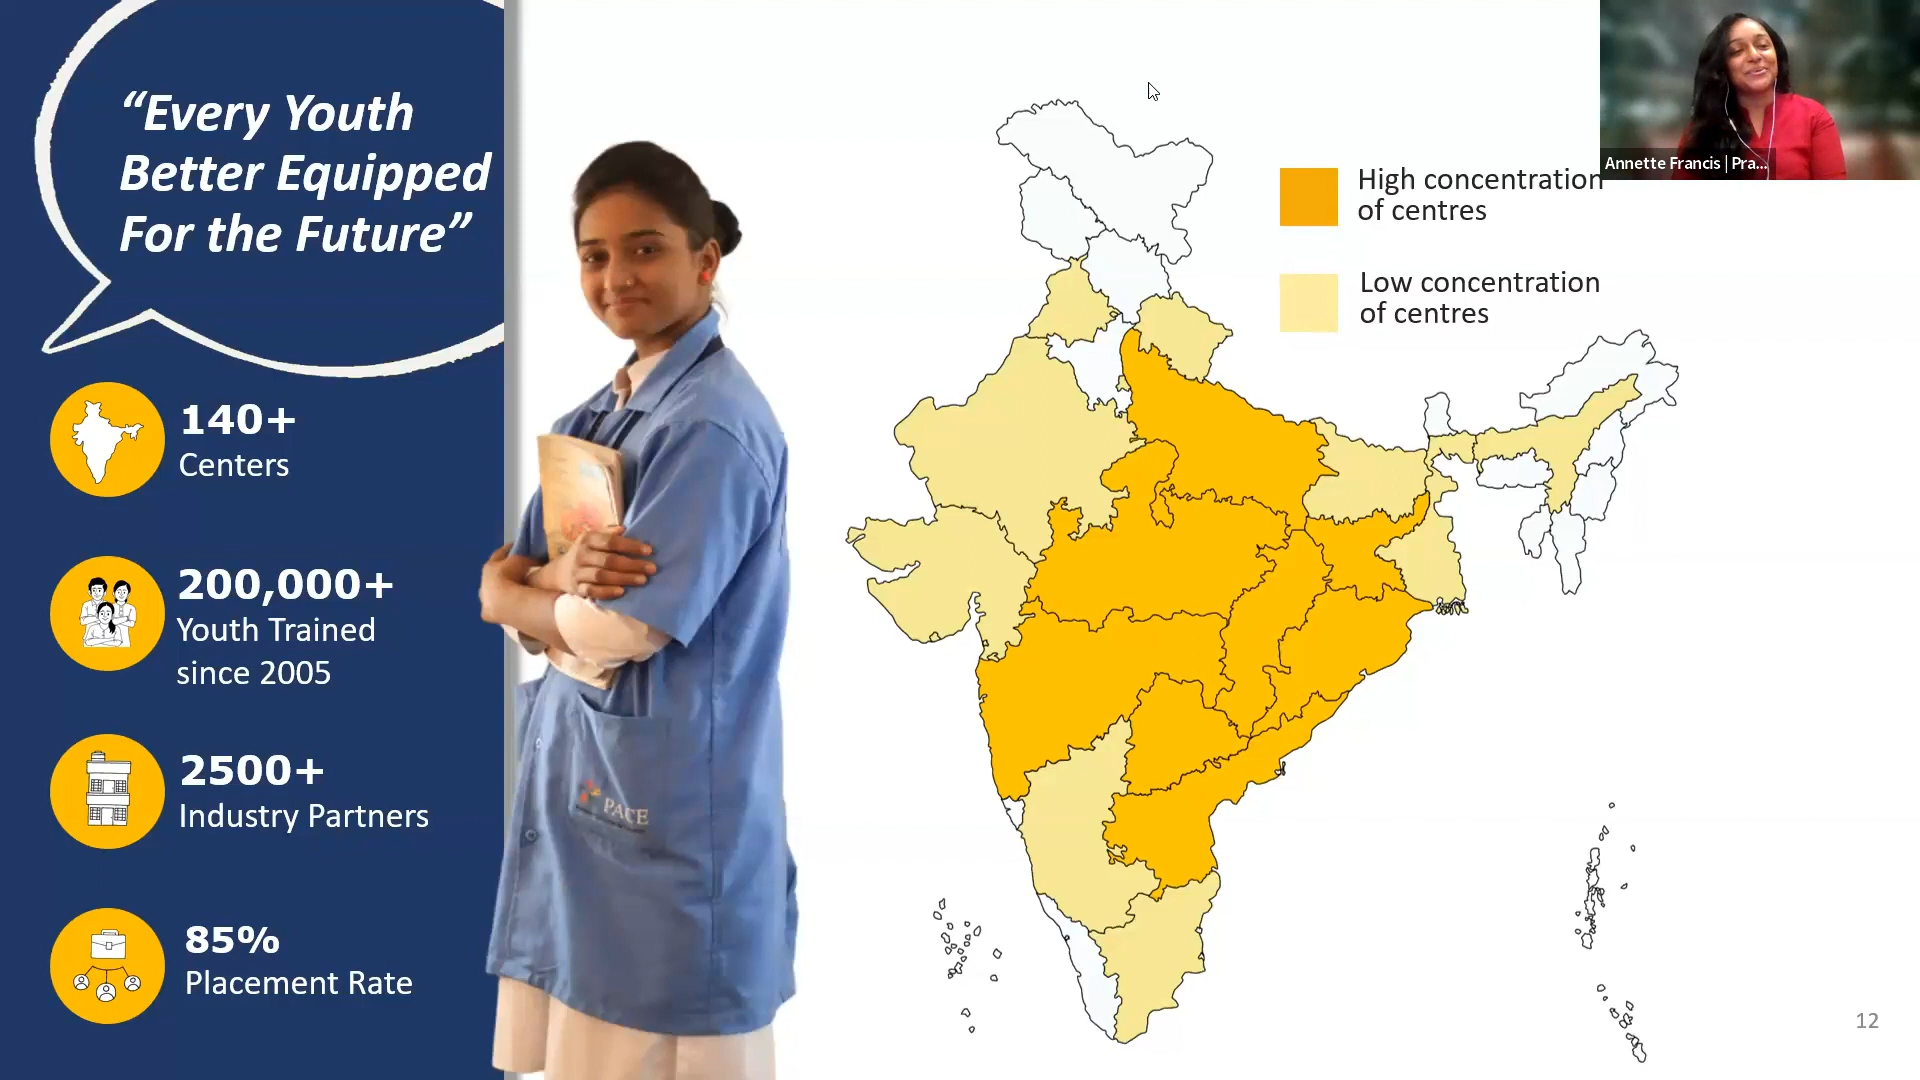 “Every Youth
Better Equipped
For the Future”
140+
Centers
200,000+
Youth Trained
since 2005
2500+
Industry Partners
85%
Placement Rate
PACE
High concentration
of centres
Low concentration
of centres
Annette Francis | Pra...
12